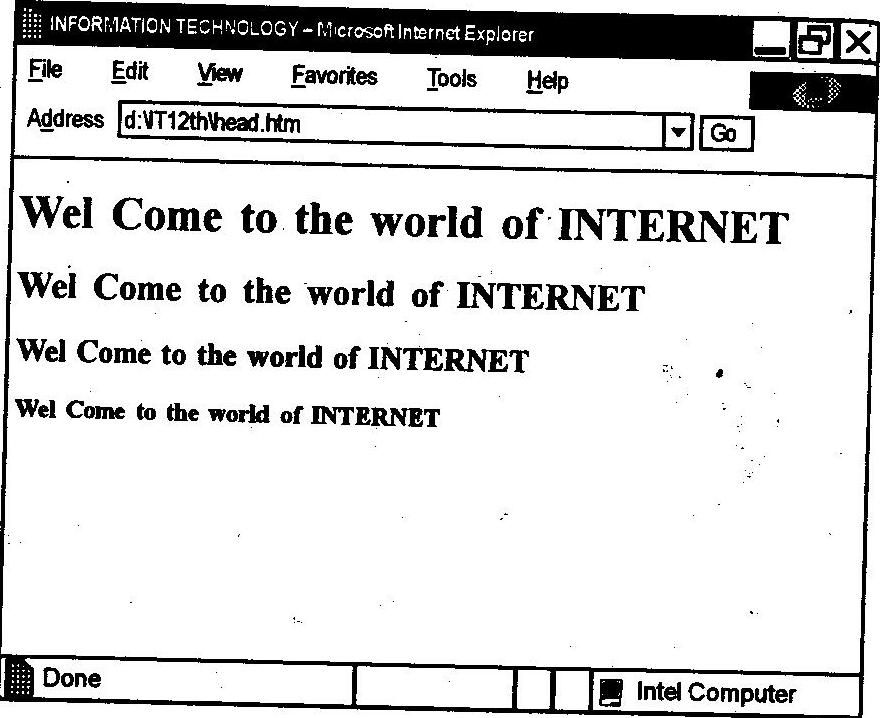 INFORMATION TECHNOLOGY – Microsoft Internet Explorer
File Edit View Favorites Tools Help
Address d:\IT12th\head.htm Go
Wel Come to the world of INTERNET
Wel Come to the world of INTERNET
Wel Come to the world of INTERNET
Wel Come to the world of INTERNET
Done Intel Computer